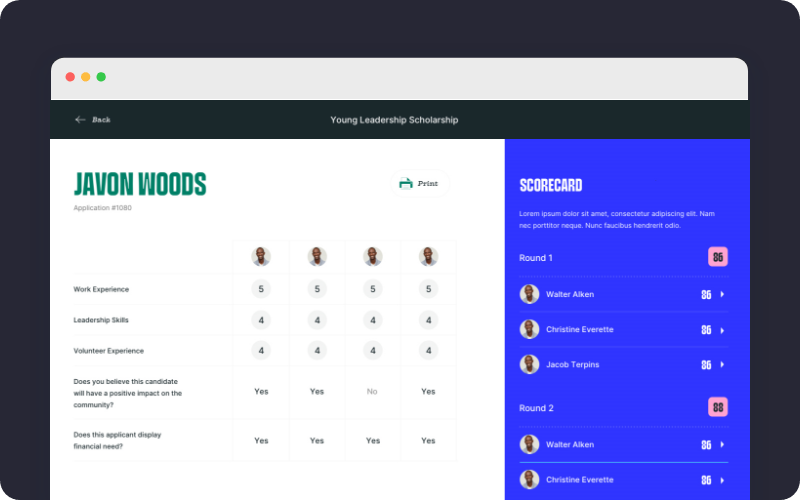 Back
Young Leadership Scholarship
JAVON WOODS
Application #1080
Print
Work Experience 5 5 5 5
Leadership Skills 4 4 4 4
Volunteer Experience 4 4 4 4
Does you believe this candidate
will have a positive impact on the
community?
Yes Yes No Yes
Does this applicant display
financial need?
Yes Yes Yes Yes
SCORECARD
Lorem ipsum dolor sit amet, consectetur adipiscing elit. Nam
nec porttitor neque. Nunc faucibus hendrerit odio.
Round 1 86
Walter Alken 86
Christine Everette 86
Jacob Terpins 86
Round 2 88
Walter Alken 86
Christine Everette 86